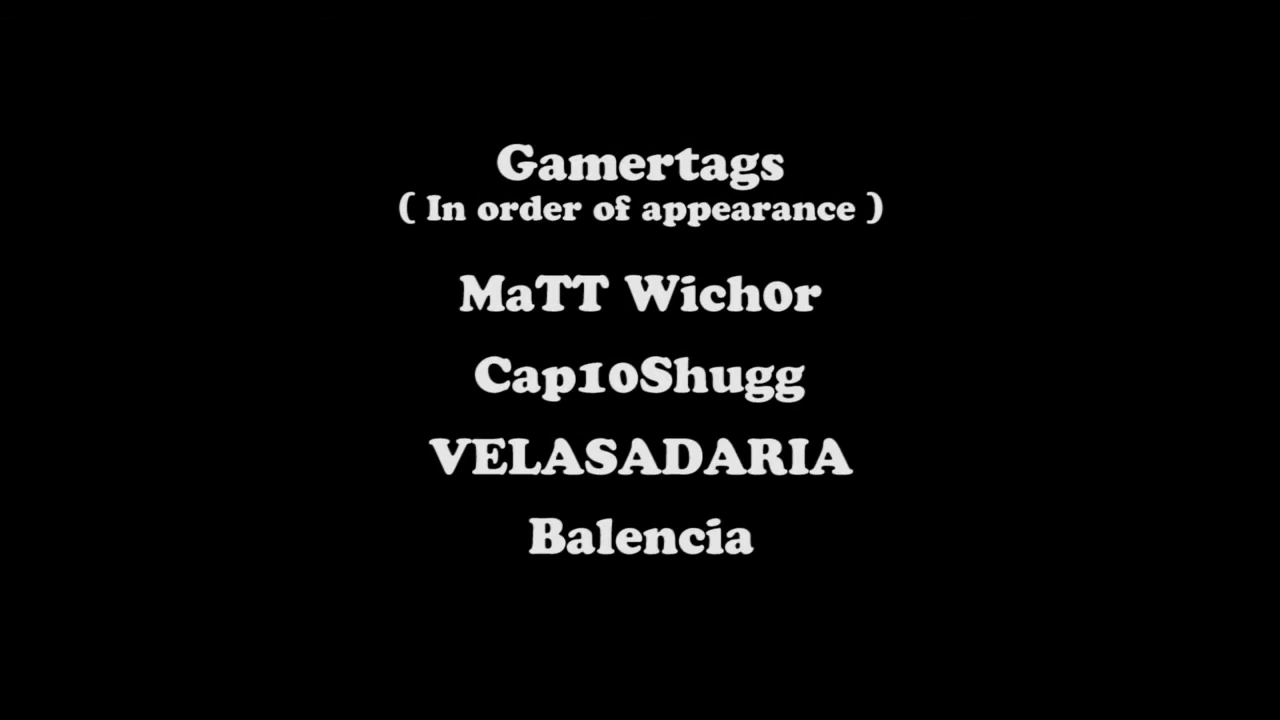 Gamertags
( In order of appearance )
MaTT Wich0r
Cap10Shugg
VELASADARIA
Balencia